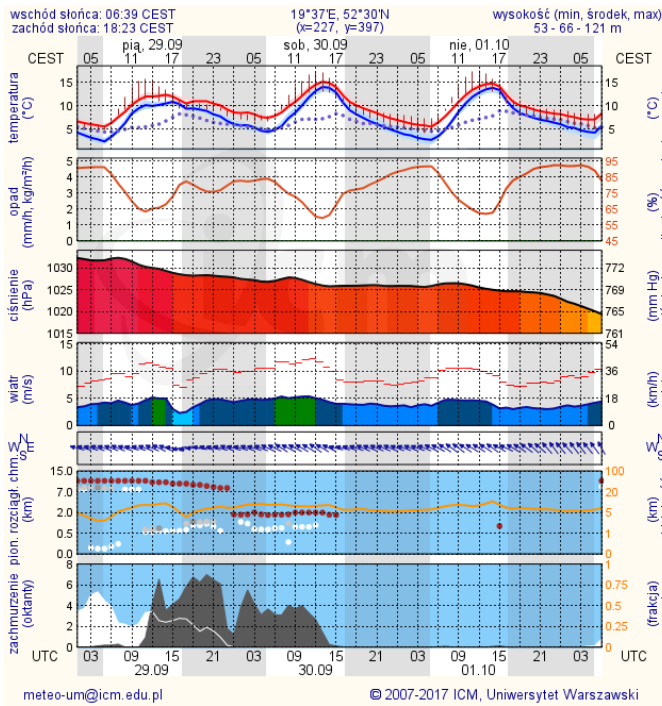 wschód słońca: 06:39 CEST 19°37'E, 52°30'N wysokość (min, środek, max)
zachód słońca: 18:23 CEST (x=227, y=397) 53 - 66 - 121 m
pią, 29.09 sob, 30.09 nie, 01.10
CEST 05 11 17 23 05 11 17 23 05 11 17 23 05 CEST
temperatura
(°C)
15
10
5
15
10
5
(°C)
opad
(mm/h, kg/m²/h)
5
4
3
2
1
0
95
85
75
65
55
45
(%)
ciśnienie
(hPa)
1030
1025
1020
1015
772
769
765
761
(mm Hg)
wiatr
(m/s)
15
10
5
0
54
36
18
0
(km/h)
N
W E
S
N
W E
S
pion. rozciągł. chm.
(km)
15.0
7.0
2.0
0.5
0.0
100
20
5
1
0
(km)
zachmurzenie
(oktanty)
8
6
4
2
0
1
0.75
0.5
0.25
0
(frakcja)
UTC 03 09 15 21 03 09 15 21 03 09 15 21 03 UTC
29.09 30.09 01.10
meteo-um@icm.edu.pl © 2007-2017 ICM, Uniwersytet Warszawski